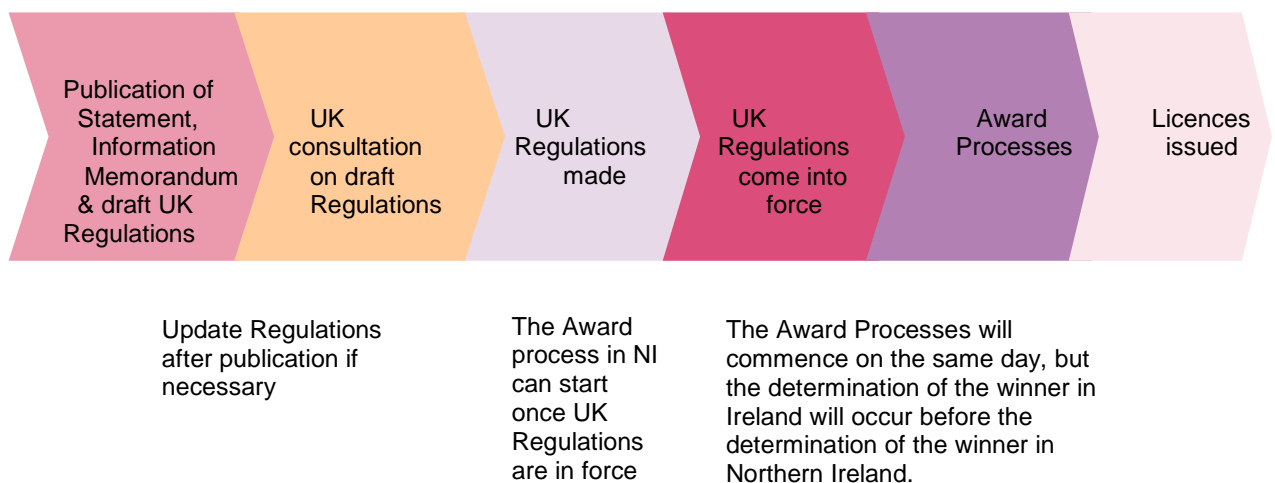 Publication of
Statement,
Information
Memorandum
& draft UK
Regulations
UK
consultation
on draft
Regulations
UK
Regulations
made
UK
Regulations
come into
force
Award
Processes
Licences
issued
Update Regulations
after publication if
necessary
The Award
process in NI
can start
once UK
Regulations
are in force
The Award Processes will
commence on the same day, but
the determination of the winner in
Ireland will occur before the
determination of the winner in
Northern Ireland.